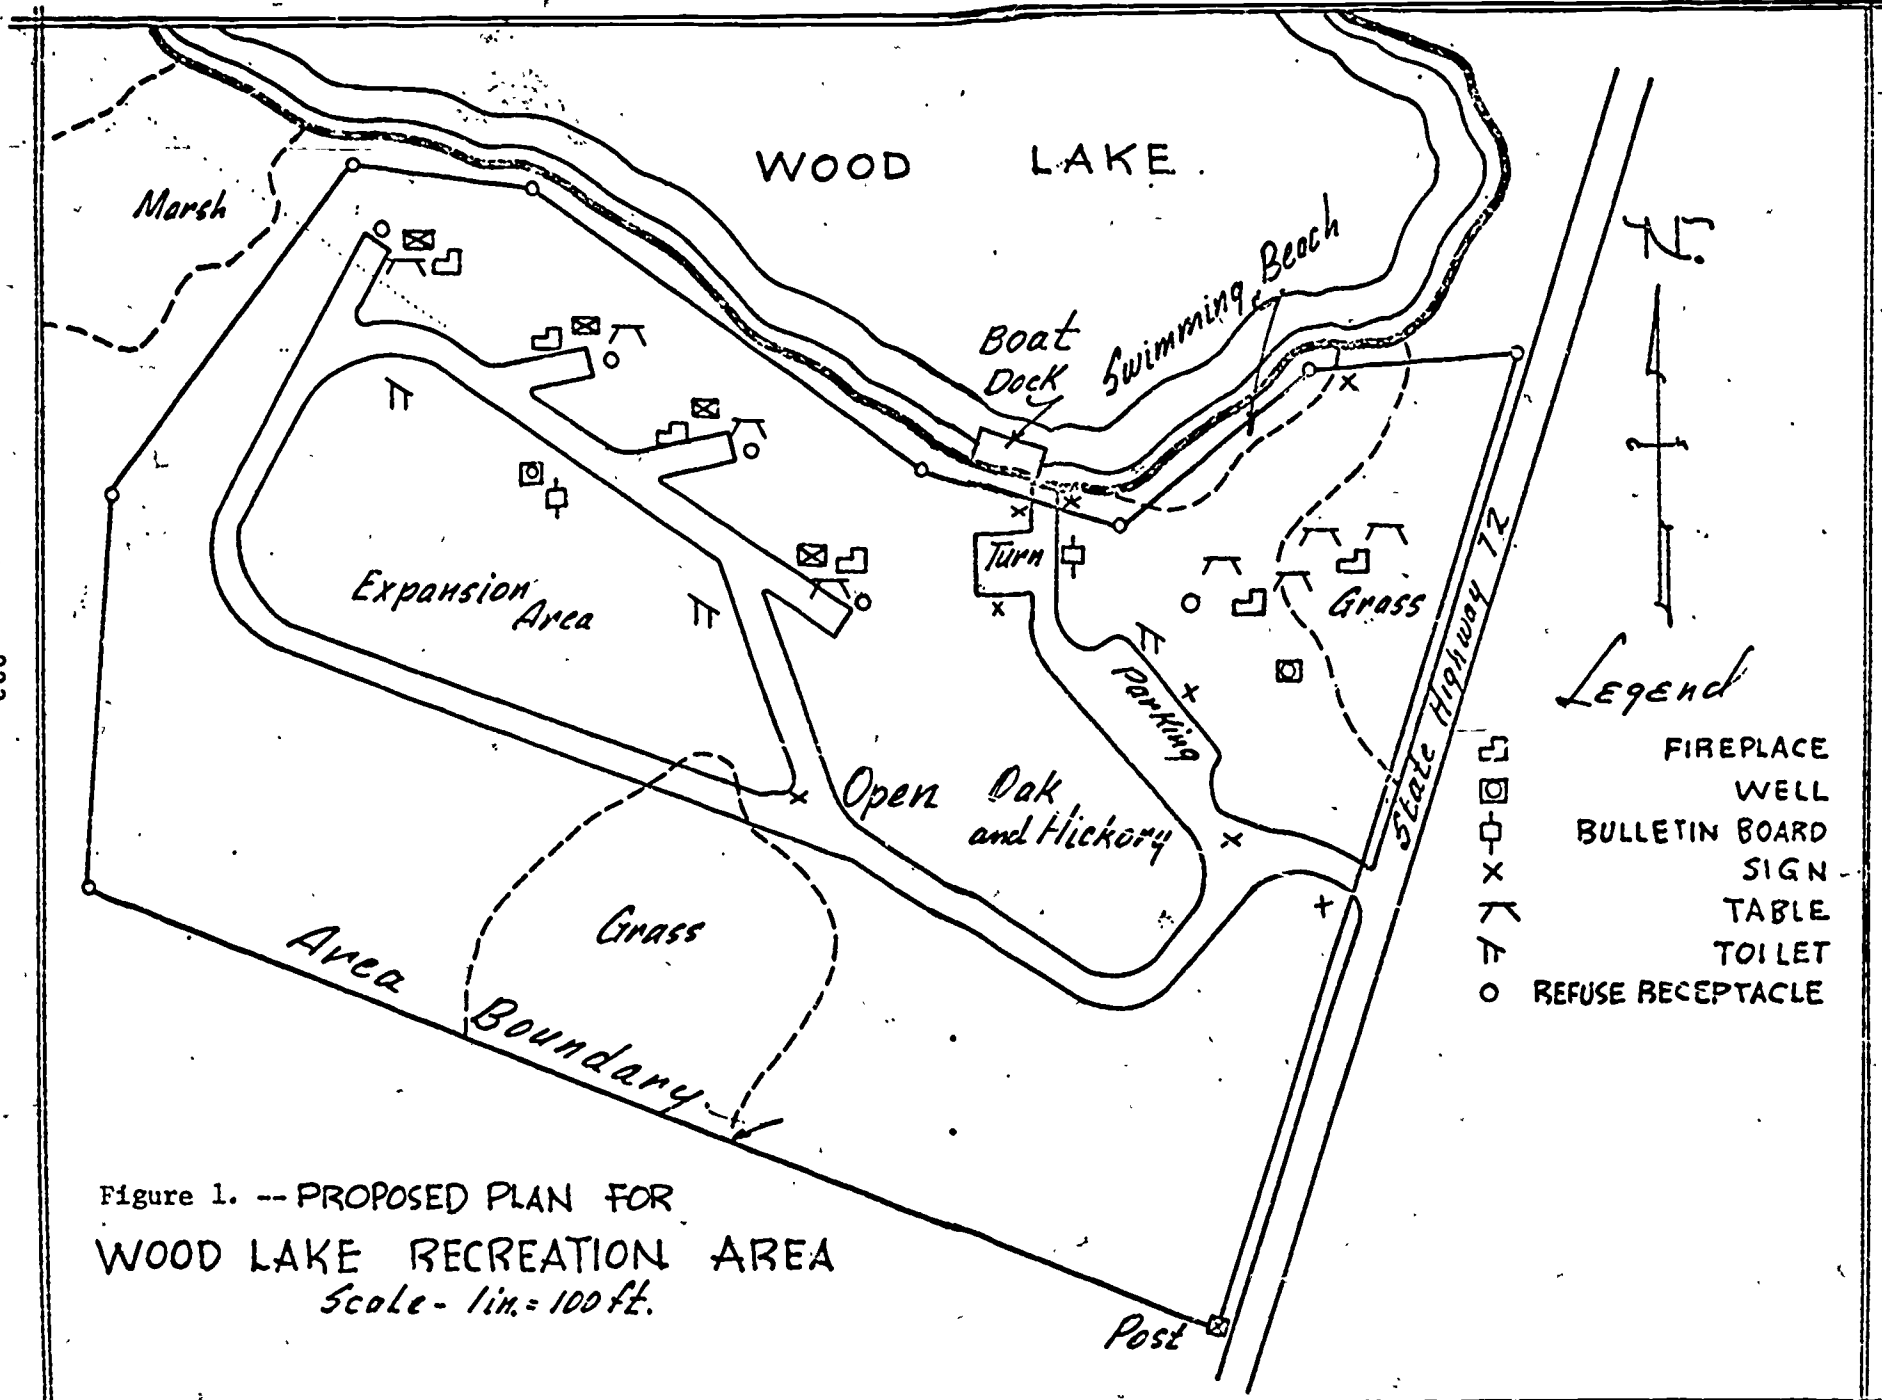 WOOD LAKE
Marsh
N.
Swimming Beach
Boat
Dock
Turn
Expansion
Area
Grass
State Highway 72
Parking
Legend
FIREPLACE
WELL
BULLETIN BOARD
SIGN
TABLE
TOILET
REFUSE RECEPTACLE
Open Oak
and Hickory
Grass
Area Boundary
Figure 1. -- PROPOSED PLAN FOR
WOOD LAKE RECREATION AREA
Scale - 1in. = 100 ft.
Post